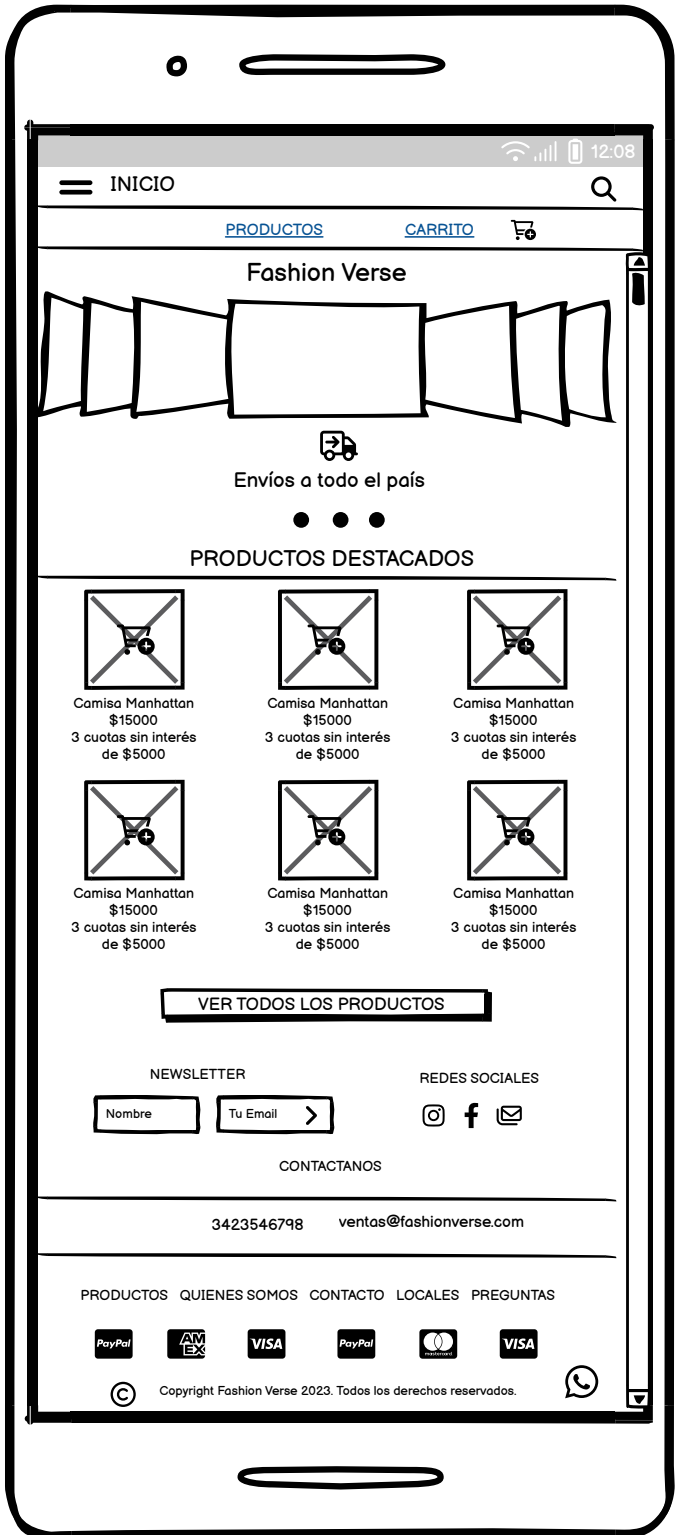 12:08
INICIO
PRODUCTOS CARRITO
Fashion Verse
Envíos a todo el país
PRODUCTOS DESTACADOS
Camisa Manhattan Camisa Manhattan Camisa Manhattan
$15000 $15000 $15000
3 cuotas sin interés 3 cuotas sin interés 3 cuotas sin interés
de $5000 de $5000 de $5000
Camisa Manhattan Camisa Manhattan Camisa Manhattan
$15000 $15000 $15000
3 cuotas sin interés 3 cuotas sin interés 3 cuotas sin interés
de $5000 de $5000 de $5000
VER TODOS LOS PRODUCTOS
NEWSLETTER REDES SOCIALES
Nombre Tu Email
CONTACTANOS
3423546798 ventas@fashionverse.com
PRODUCTOS QUIENES SOMOS CONTACTO LOCALES PREGUNTAS
PayPal AM EX VISA PayPal mastercard VISA
© Copyright Fashion Verse 2023. Todos los derechos reservados.